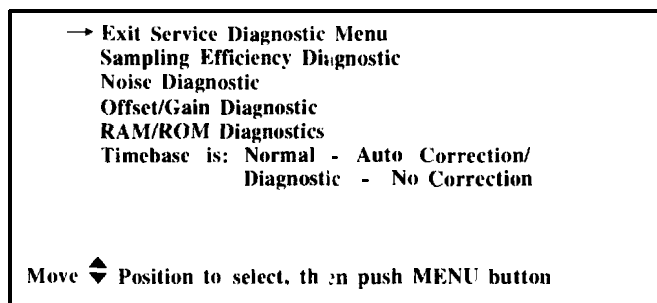 → Exit Service Diagnostic Menu
Sampling Efficiency Diagnostic
Noise Diagnostic
Offset/Gain Diagnostic
RAM/ROM Diagnostics
Timebase is: Normal - Auto Correction/
Diagnostic - No Correction
Move ▲▼ Position to select, then push MENU button